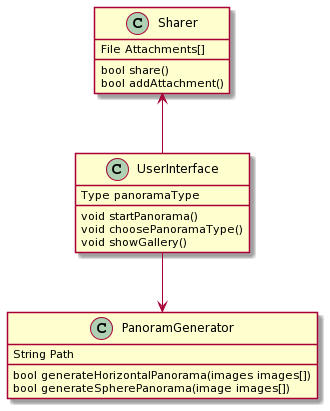 C Sharer
File Attachments[]
bool share()
bool addAttachment()
C UserInterface
Type panoramaType
void startPanorama()
void choosePanoramaType()
void showGallery()
C PanoramGenerator
String Path
bool generateHorizontalPanorama(images images[])
bool generateSpherePanorama(image images[])